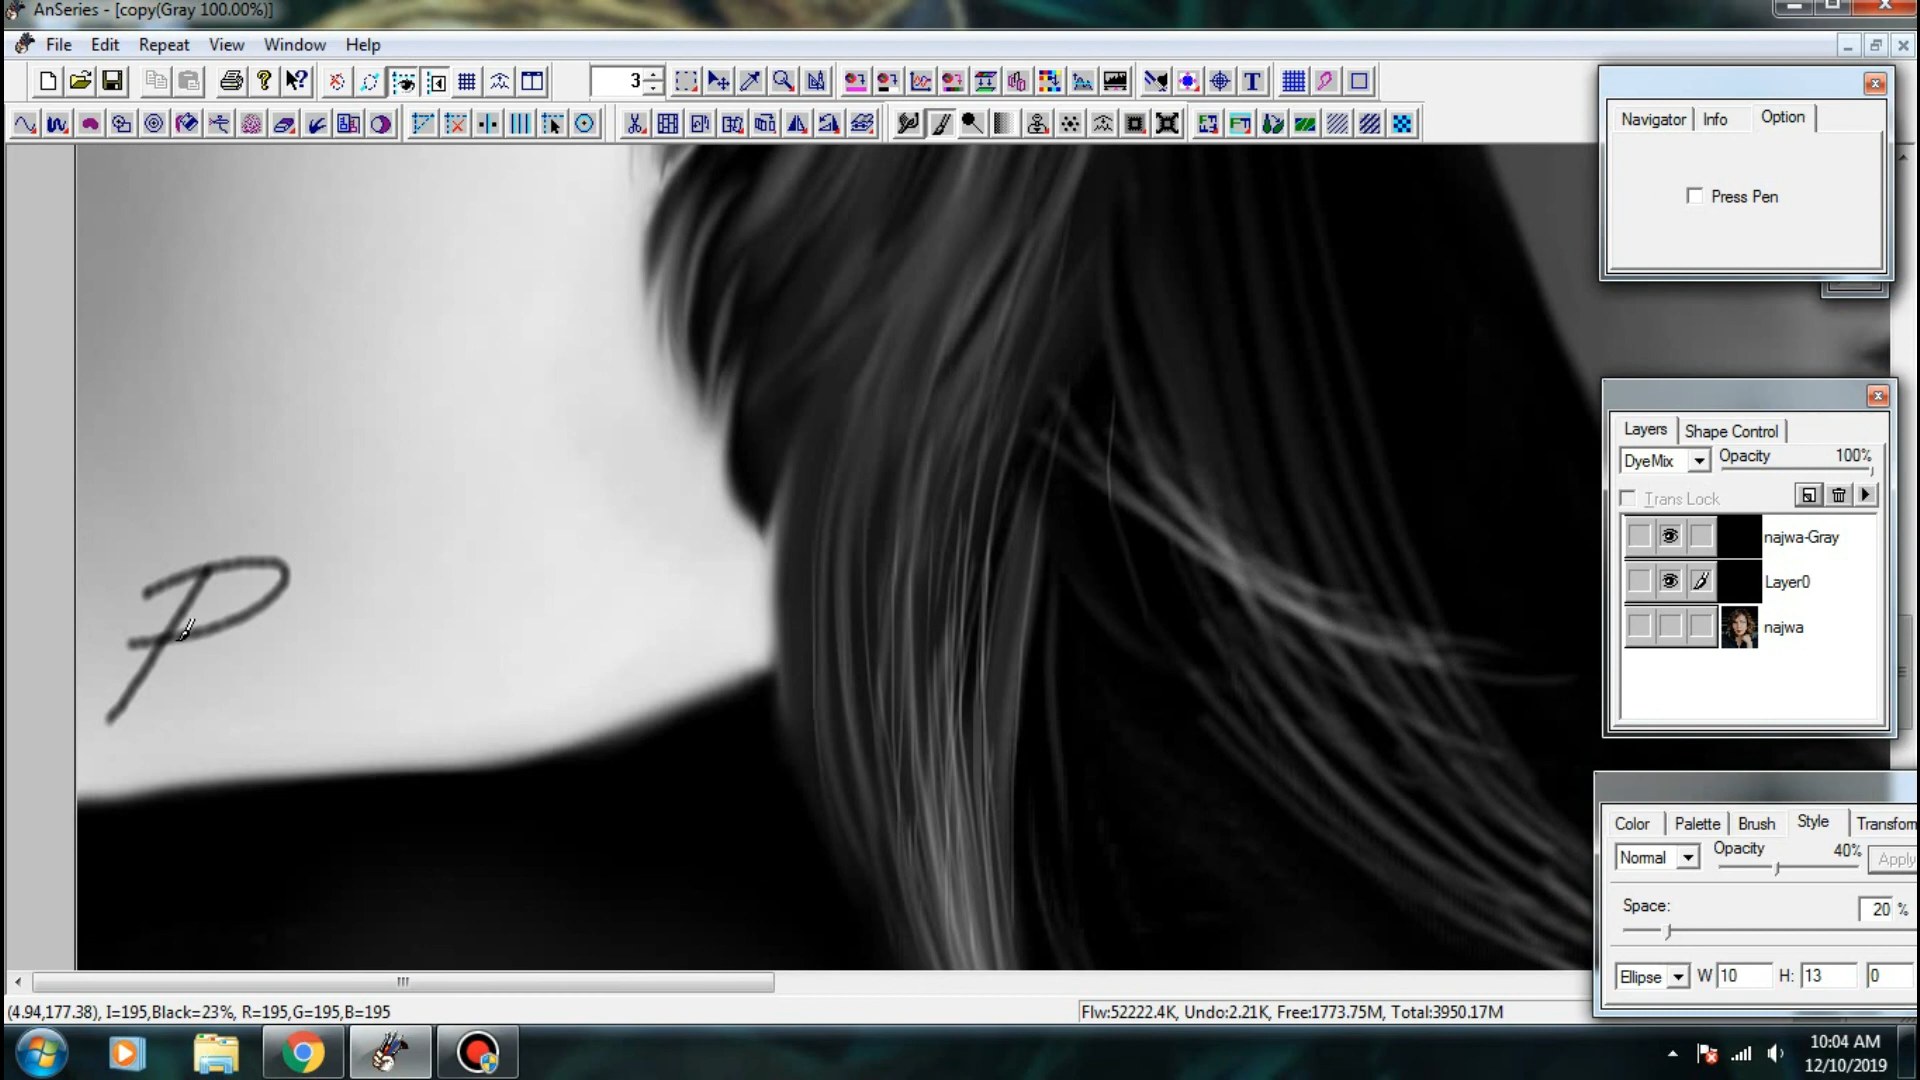 AnSeries - [copy(Gray 100.00%)]
File Edit Repeat View Window Help
3
Navigator Info Option
Press Pen
Layers Shape Control
DyeMix Opacity 100%
Trans Lock
najwa-Gray
Layer0
najwa
P
Color Palette Brush Style Transform
Normal Opacity 40% Apply
Space: 20 %
Ellipse W 10 H: 13 0
(4.94,177.38), I=195,Black=23%, R=195,G=195,B=195
Flw:52222.4K, Undo:2.21K, Free:1773.75M, Total:3950.17M
10:04 AM
12/10/2019